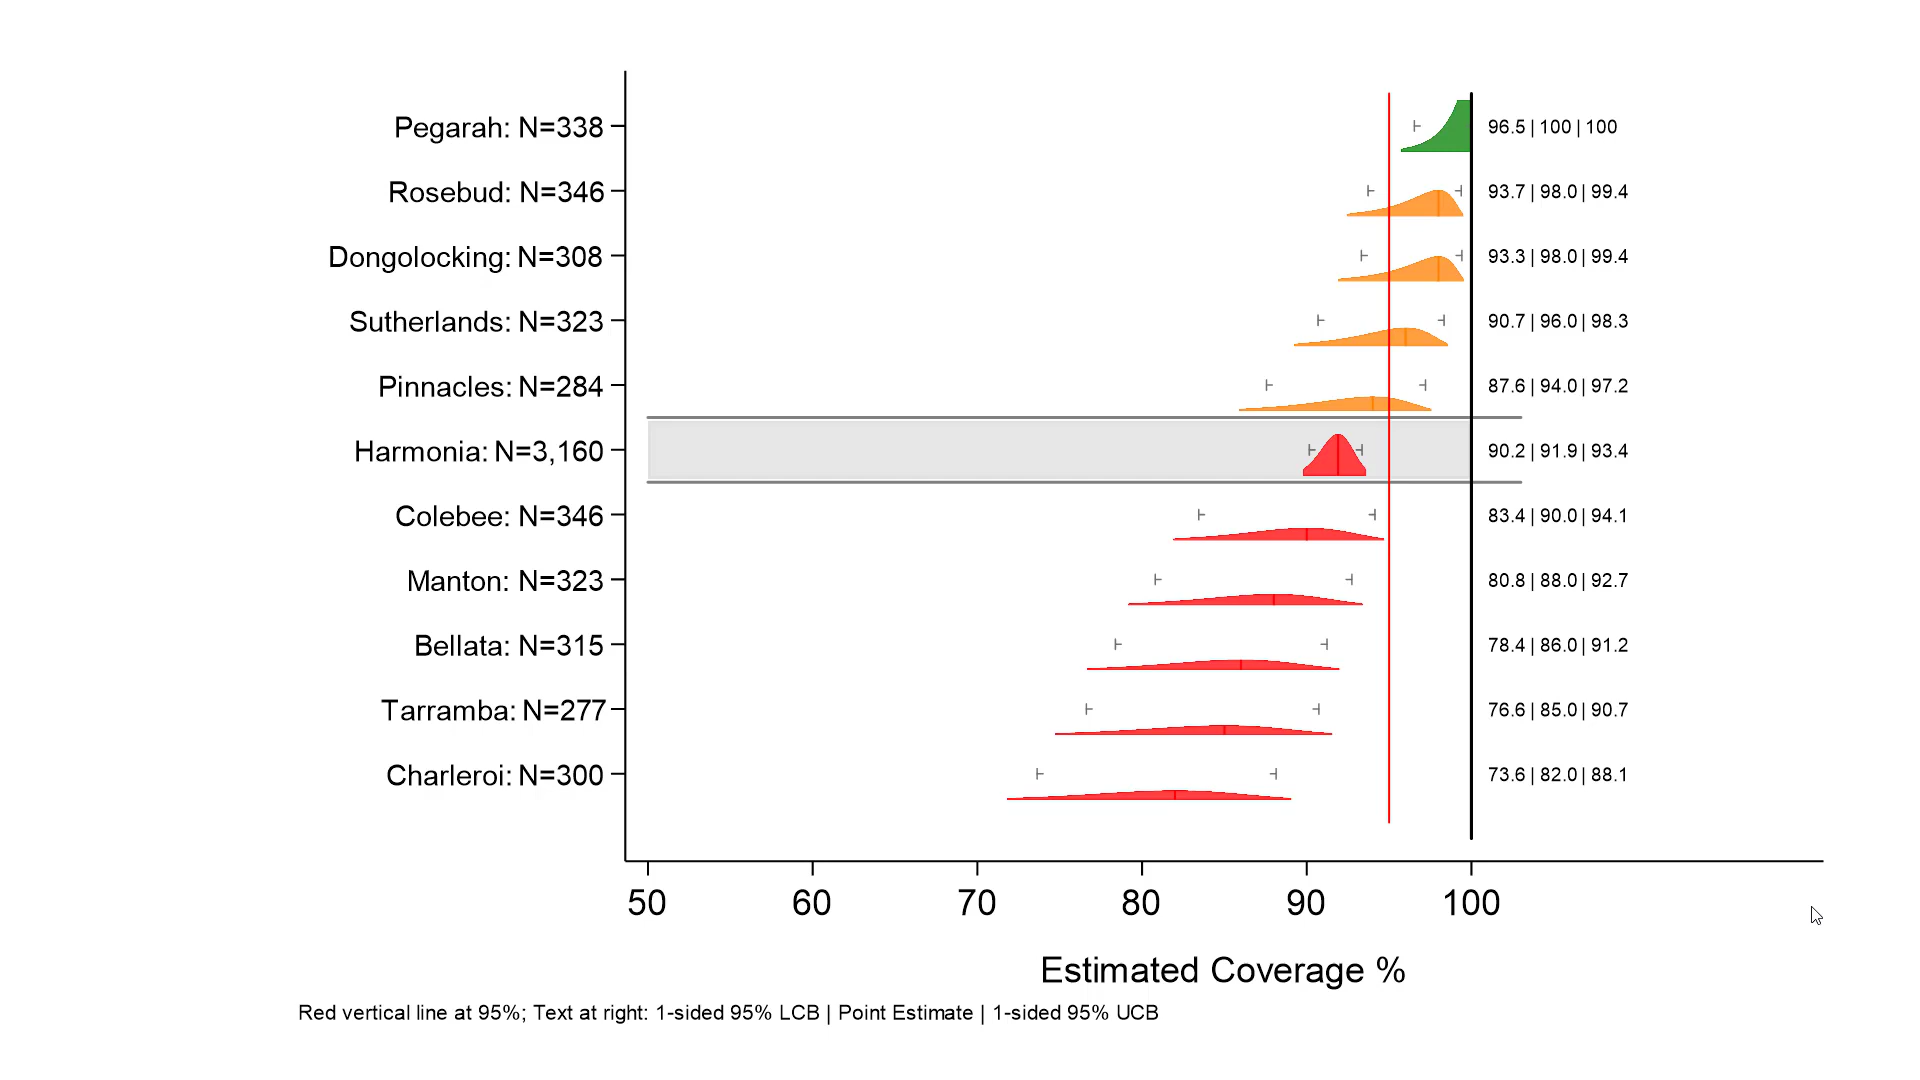 Pegarah: N=338 96.5 | 100 | 100
Rosebud: N=346 93.7 | 98.0 | 99.4
Dongolocking: N=308 93.3 | 98.0 | 99.4
Sutherlands: N=323 90.7 | 96.0 | 98.3
Pinnacles: N=284 87.6 | 94.0 | 97.2
Harmonia: N=3,160 90.2 | 91.9 | 93.4
Colebee: N=346 83.4 | 90.0 | 94.1
Manton: N=323 80.8 | 88.0 | 92.7
Bellata: N=315 78.4 | 86.0 | 91.2
Tarramba: N=277 76.6 | 85.0 | 90.7
Charleroi: N=300 73.6 | 82.0 | 88.1
50 60 70 80 90 100
Estimated Coverage %
Red vertical line at 95%; Text at right: 1-sided 95% LCB | Point Estimate | 1-sided 95% UCB